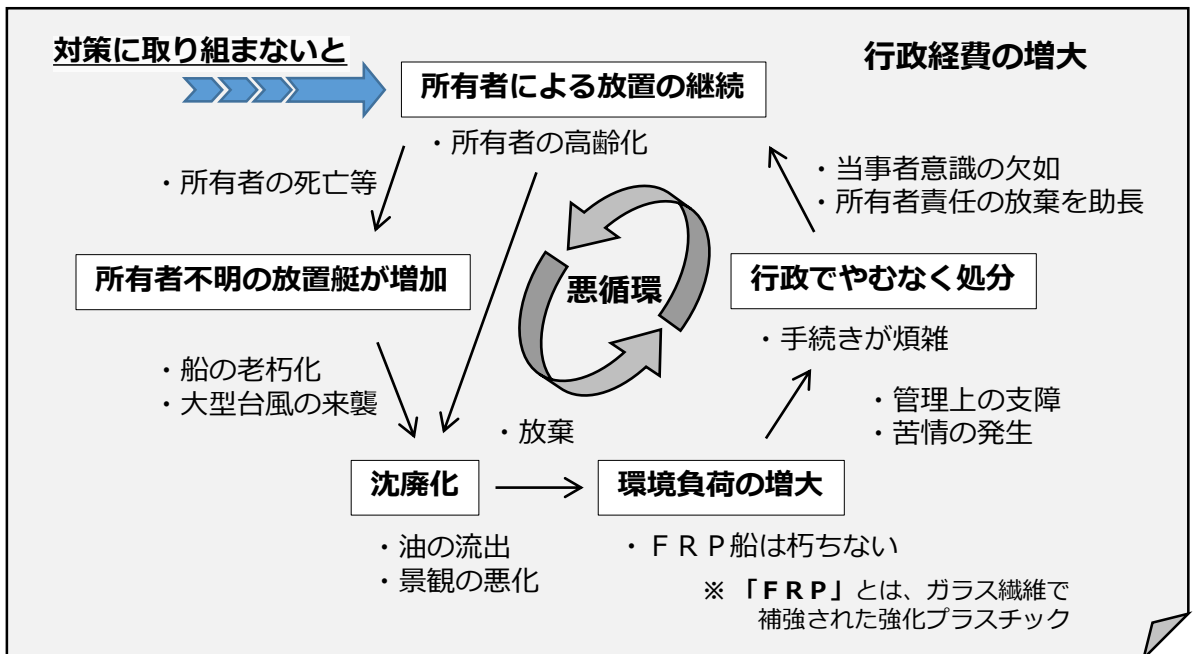 対策に取り組まないと
行政経費の増大
所有者による放置の継続
・所有者の高齢化
・所有者の死亡等
・当事者意識の欠如
・所有者責任の放棄を助長
所有者不明の放置艇が増加
悪循環
行政でやむなく処分
・手続きが煩雑
・船の老朽化
・大型台風の来襲
・管理上の支障
・苦情の発生
・放棄
沈廃化
環境負荷の増大
・油の流出
・景観の悪化
・ＦＲＰ船は朽ちない
※ 「ＦＲＰ」とは、ガラス繊維で
補強された強化プラスチック